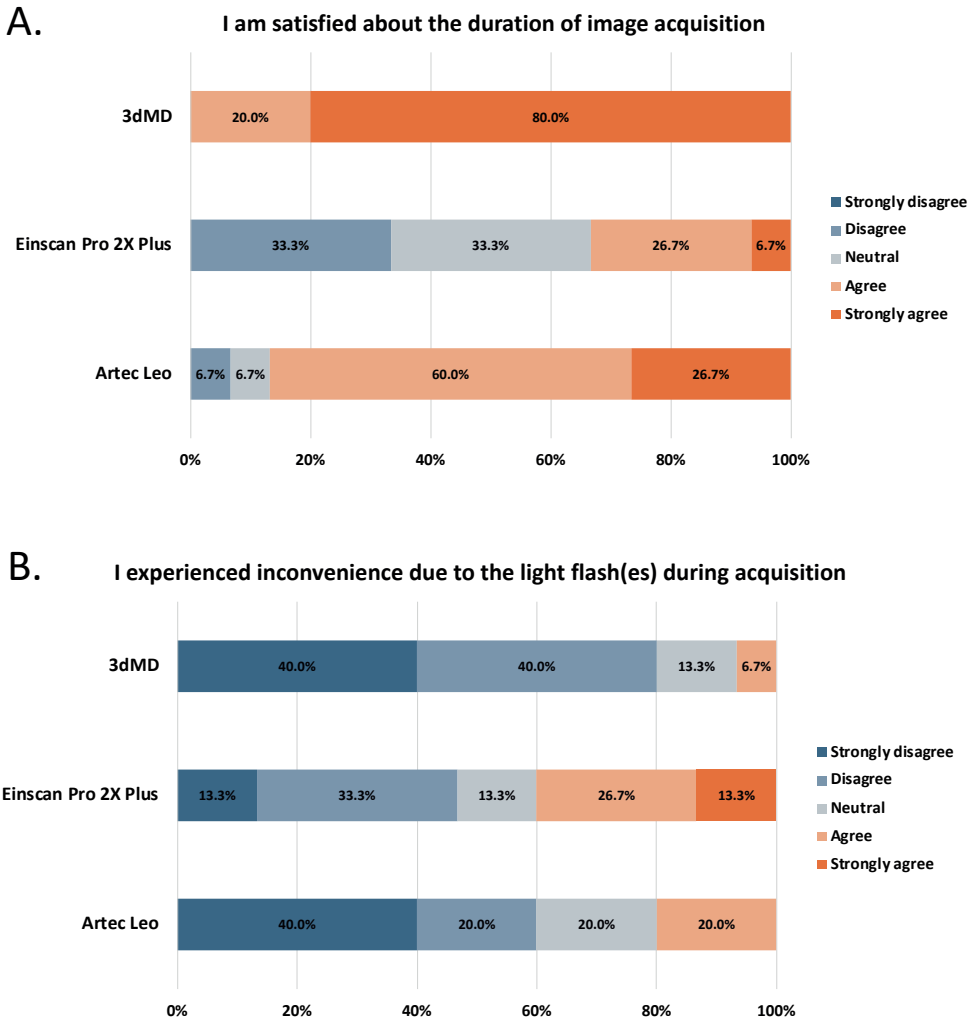 A.
I am satisfied about the duration of image acquisition
3dMD
20.0%
80.0%
Einscan Pro 2X Plus
33.3%
33.3%
26.7%
6.7%
Artec Leo
6.7%
6.7%
60.0%
26.7%
0%
20%
40%
60%
80%
100%
Strongly disagree
Disagree
Neutral
Agree
Strongly agree
B.
I experienced inconvenience due to the light flash(es) during acquisition
3dMD
40.0%
40.0%
13.3%
6.7%
Einscan Pro 2X Plus
13.3%
33.3%
13.3%
26.7%
13.3%
Artec Leo
40.0%
20.0%
20.0%
20.0%
0%
20%
40%
60%
80%
100%
Strongly disagree
Disagree
Neutral
Agree
Strongly agree